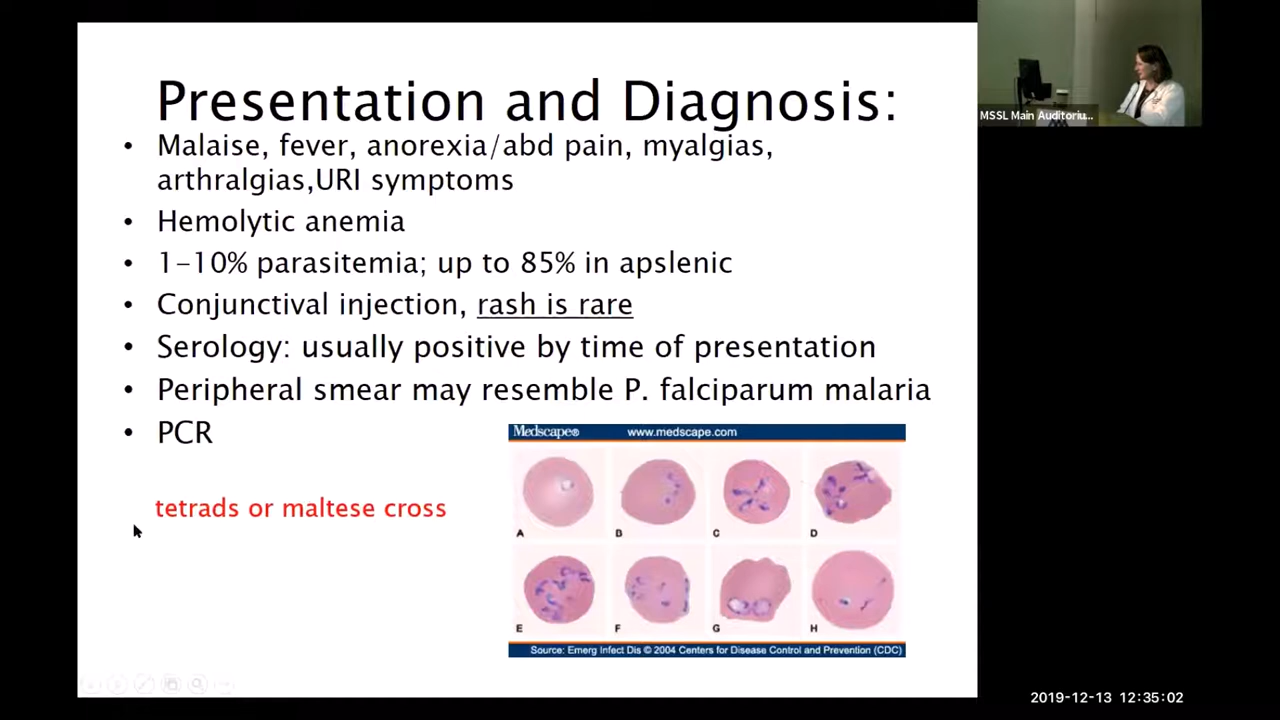 Presentation and Diagnosis:
• Malaise, fever, anorexia/abd pain, myalgias,
arthralgias,URI symptoms
• Hemolytic anemia
• 1-10% parasitemia; up to 85% in apslenic
• Conjunctival injection, rash is rare
• Serology: usually positive by time of presentation
• Peripheral smear may resemble P. falciparum malaria
• PCR
tetrads or maltese cross
Medscape® www.medscape.com
A B C D
E F G H
Source: Emerg Infect Dis © 2004 Centers for Disease Control and Prevention (CDC)
MSSL Main Auditoriu...
2019-12-13 12:35:02